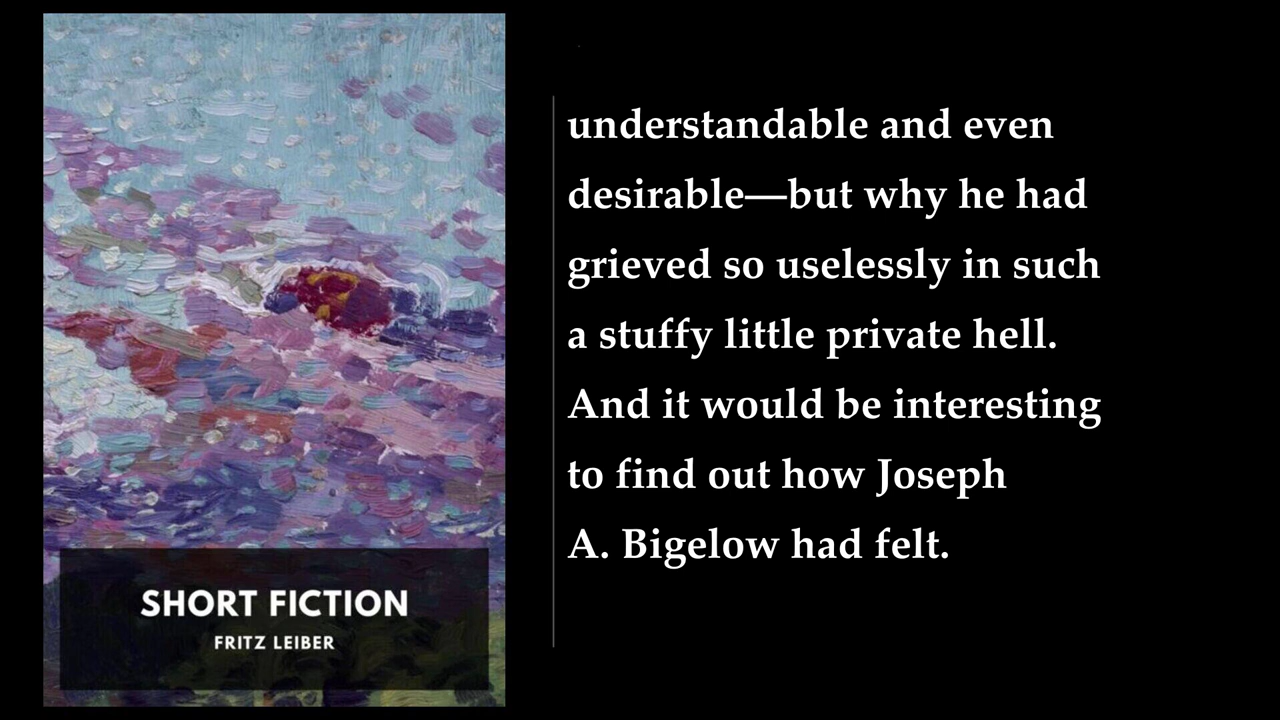 SHORT FICTION
FRITZ LEIBER
understandable and even
desirable—but why he had
grieved so uselessly in such
a stuffy little private hell.
And it would be interesting
to find out how Joseph
A. Bigelow had felt.